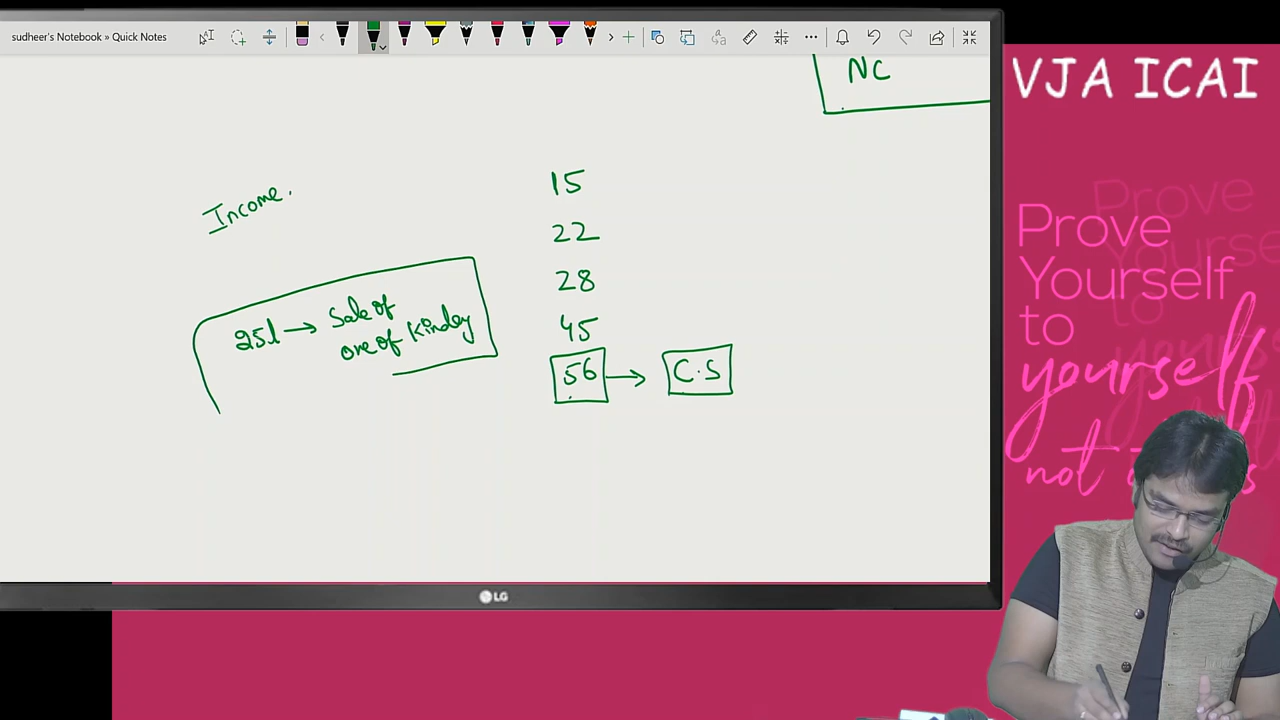 sudheer's Notebook » Quick Notes
NC
VJA ICAI
Income.
15
22
28
45
56 → C.S
25l → Sale of
one of Kindey
LG
Prove
Yourself
to
yourself
not